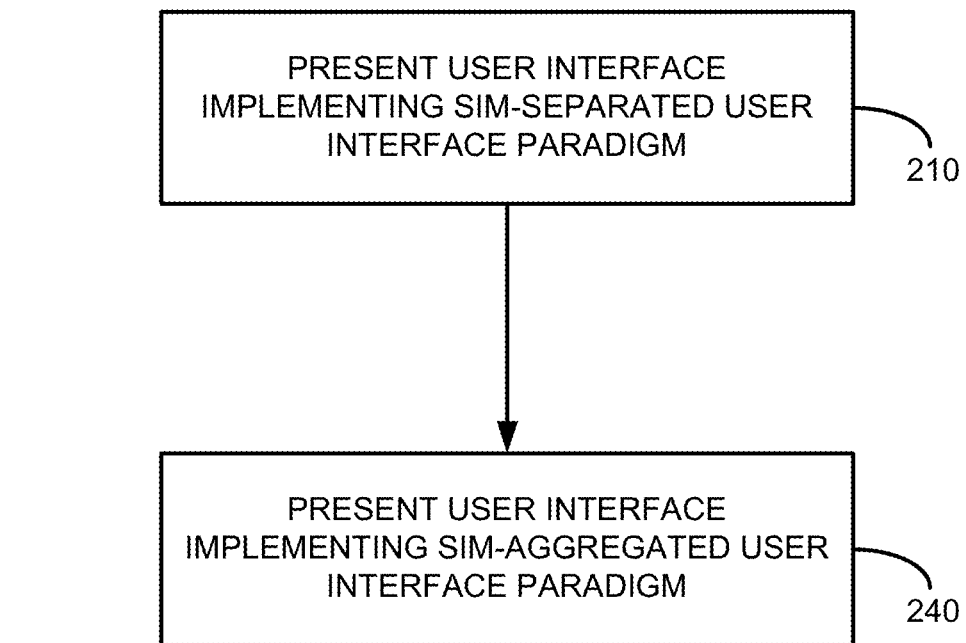 PRESENT USER INTERFACE
IMPLEMENTING SIM-SEPARATED USER
INTERFACE PARADIGM
210
PRESENT USER INTERFACE
IMPLEMENTING SIM-AGGREGATED USER
INTERFACE PARADIGM
240